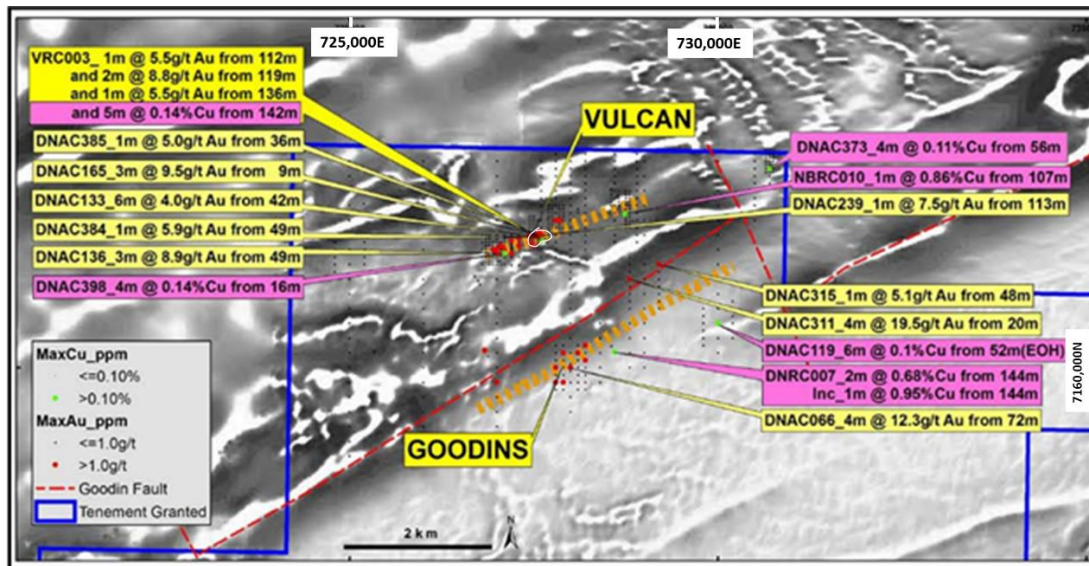 725,000E
730,000E
VRC003_ 1m @ 5.5g/t Au from 112m
and 2m @ 8.8g/t Au from 119m
and 1m @ 5.5g/t Au from 136m
and 5m @ 0.14%Cu from 142m
DNAC385_1m @ 5.0g/t Au from 36m
DNAC165_3m @ 9.5g/t Au from 9m
DNAC133_6m @ 4.0g/t Au from 42m
DNAC384_1m @ 5.9g/t Au from 49m
DNAC136_3m @ 8.9g/t Au from 49m
DNAC398_4m @ 0.14%Cu from 16m
VULCAN
DNAC373_4m @ 0.11%Cu from 56m
NBRC010_1m @ 0.86%Cu from 107m
DNAC239_1m @ 7.5g/t Au from 113m
DNAC315_1m @ 5.1g/t Au from 48m
DNAC311_4m @ 19.5g/t Au from 20m
DNAC119_6m @ 0.1%Cu from 52m(EOH)
DNRC007_2m @ 0.68%Cu from 144m
Inc_1m @ 0.95%Cu from 144m
DNAC066_4m @ 12.3g/t Au from 72m
7160,000N
GOODINS
MaxCu_ppm
<=0.10%
>0.10%
MaxAu_ppm
<=1.0g/t
>1.0g/t
Goodin Fault
Tenement Granted
2 km
N